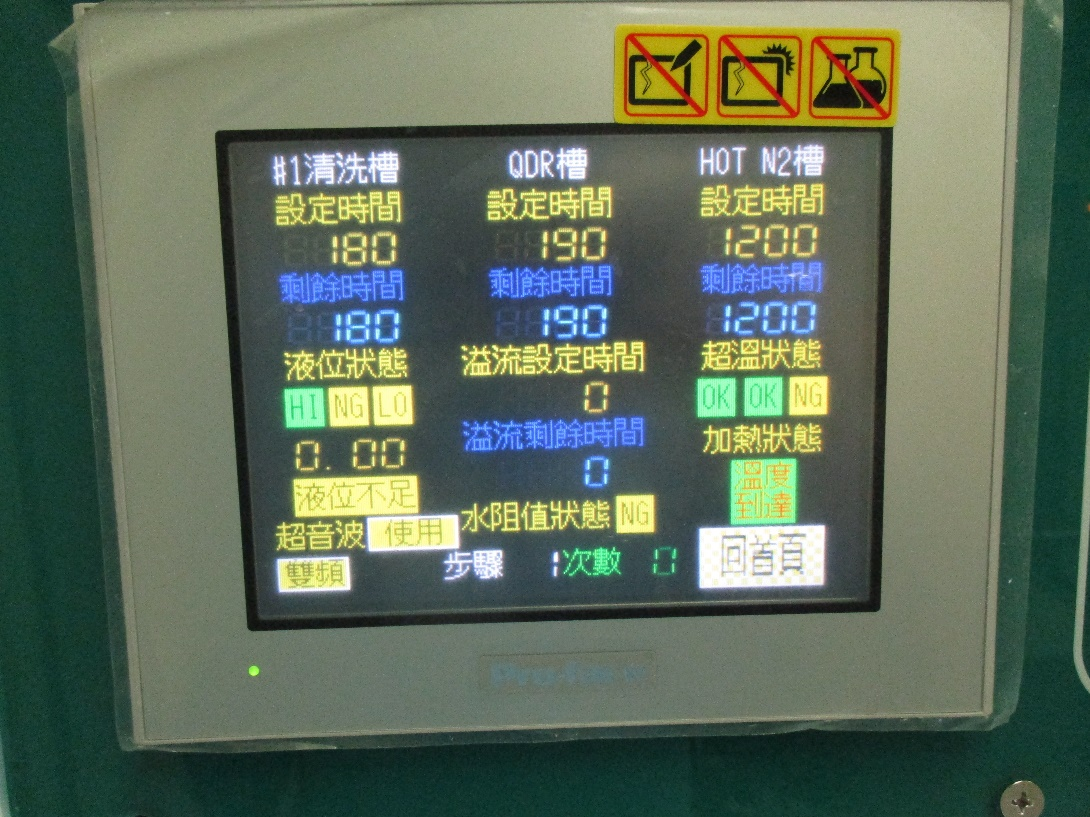 #1清洗槽
設定時間
180
剩餘時間
180
液位狀態
HI NG LO
0.00
液位不足
超音波 使用
雙頻
QDR槽
設定時間
190
剩餘時間
190
溢流設定時間
0
溢流剩餘時間
0
水阻值狀態 NG
步驟 1 次數 0
HOT N2槽
設定時間
1200
剩餘時間
1200
超溫狀態
OK OK NG
加熱狀態
溫度
到達
回首頁
Pro-face